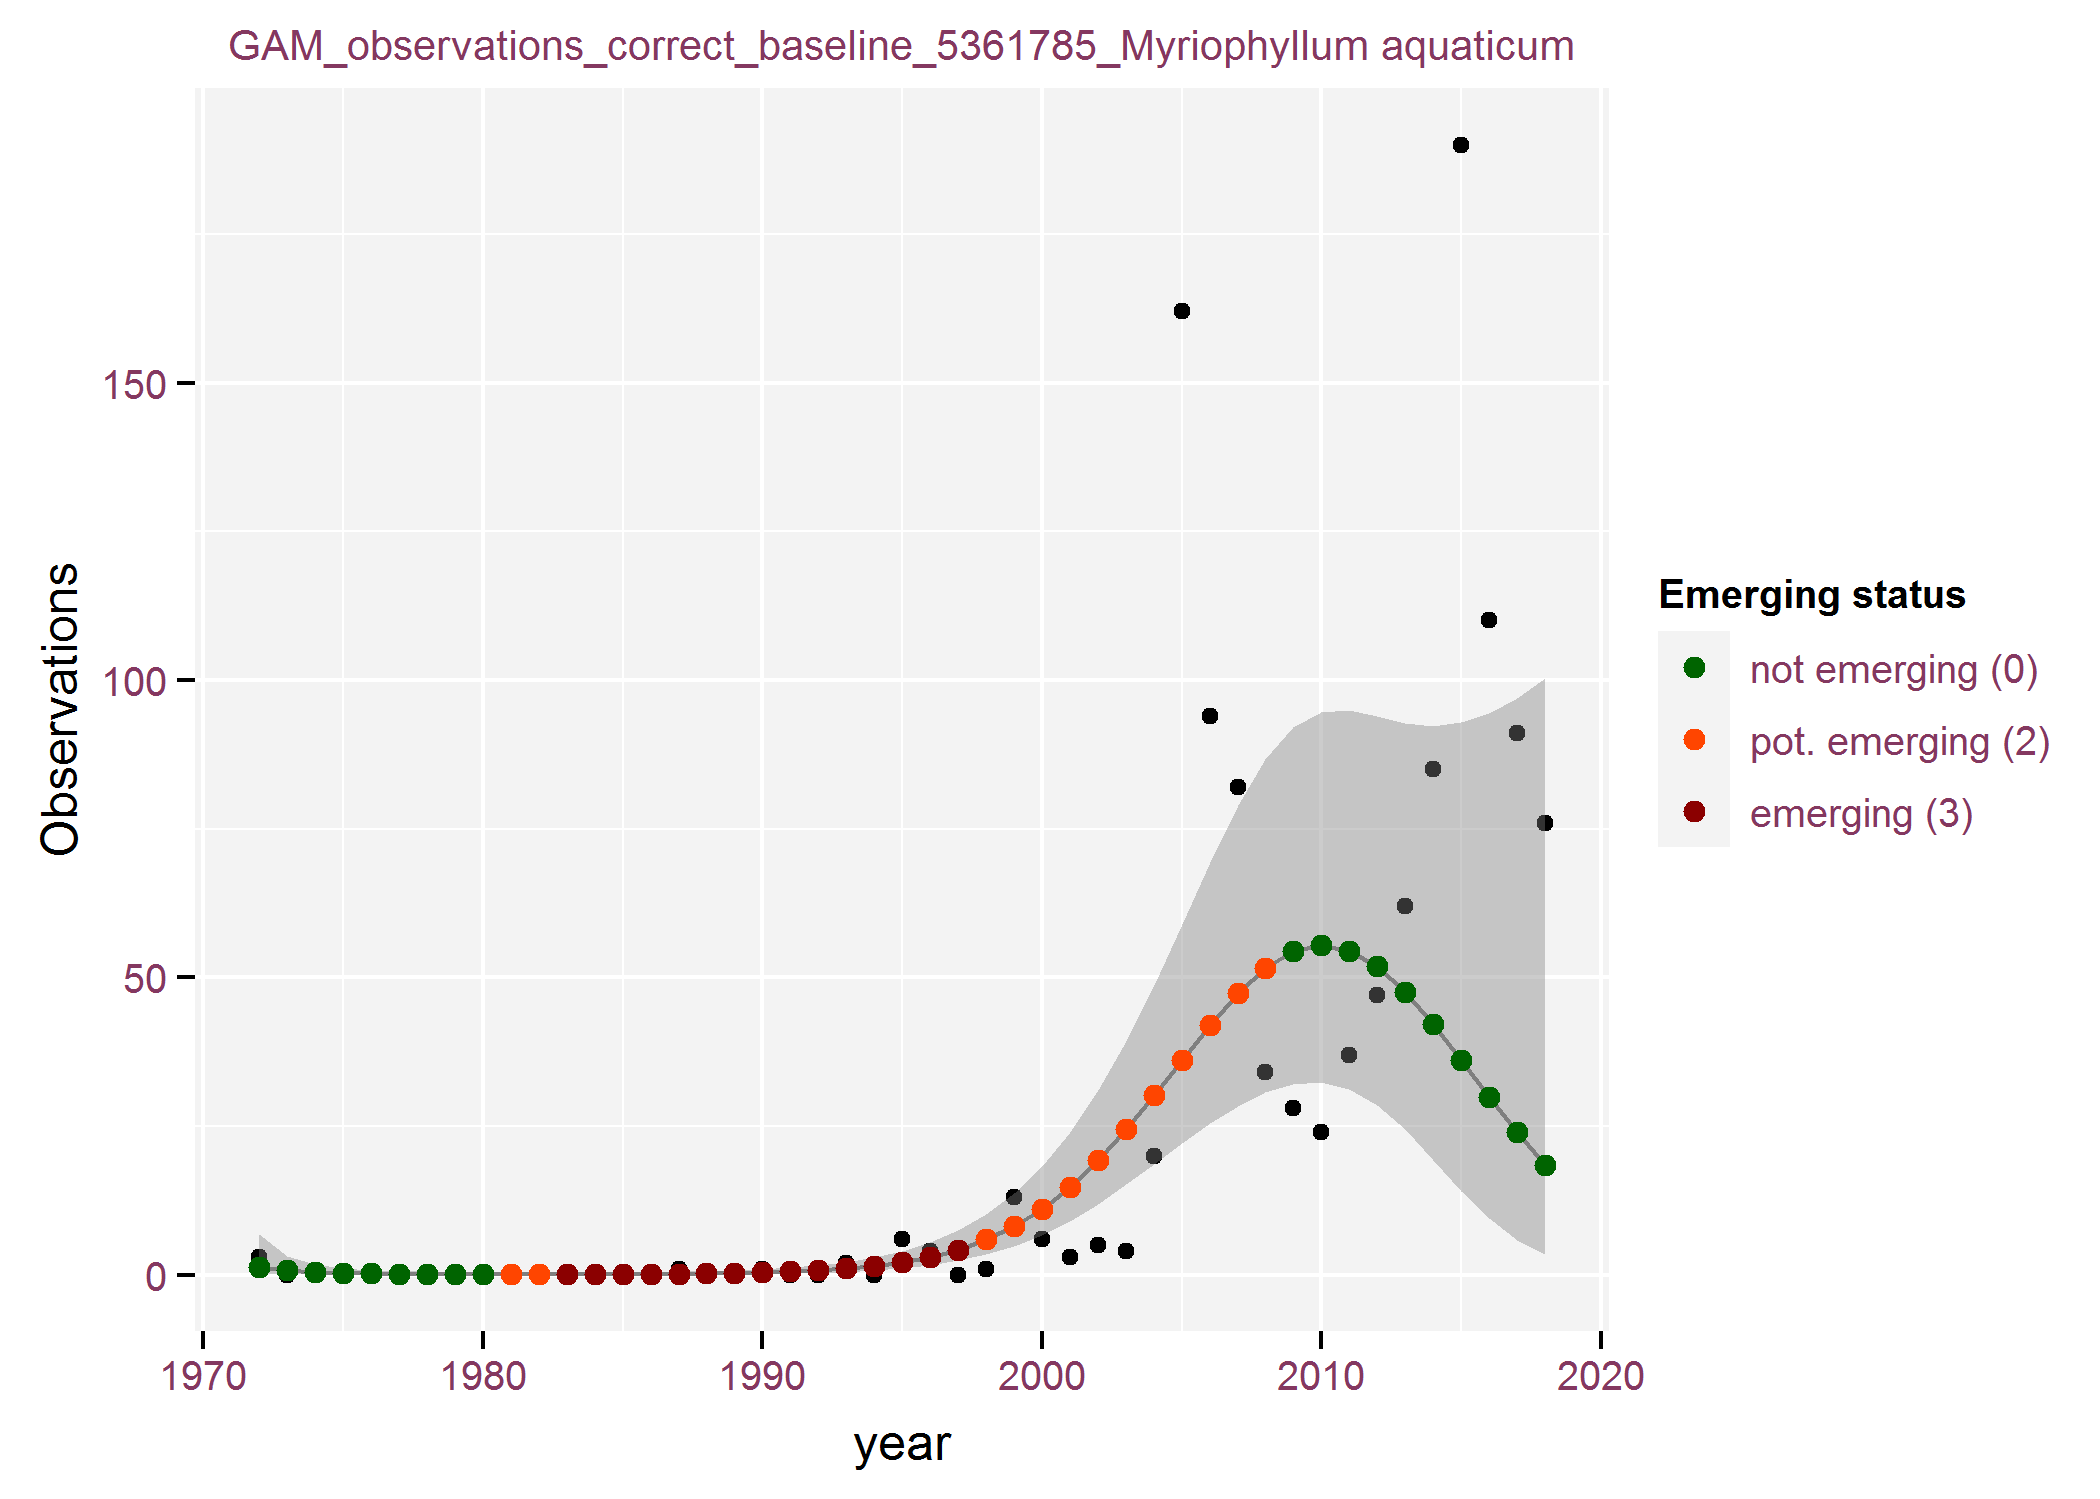 GAM_observations_correct_baseline_5361785_Myriophyllum aquaticum
Observations
150
100
50
0
1970 1980 1990 2000 2010 2020
year
Emerging status
not emerging (0)
pot. emerging (2)
emerging (3)